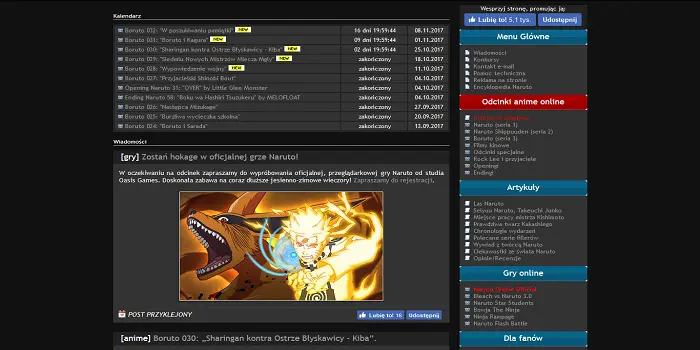 Kalendarz
Boruto 032: "W poszukiwaniu pamiątki" NEW 16 dni 19:59:44 08.11.2017
Boruto 031: "Boruto i Kagura" NEW 09 dni 19:59:44 01.11.2017
Boruto 030: "Sharingan kontra Ostrze Błyskawicy - Kiba" NEW 02 dni 19:59:44 25.10.2017
Boruto 029: "Siedmiu Nowych Mistrzów Miecza Mgły" NEW zakończony 18.10.2017
Boruto 028: "Wypowiedzenie wojny" NEW zakończony 11.10.2017
Boruto 027: "Przyjacielski Shinobi Bout" zakończony 04.10.2017
Opening Naruto 31: "OVER" by Little Glee Monster zakończony 04.10.2017
Ending Naruto 58: "Boku wa Hashiri Tsuzukeru" by MELOFLOAT zakończony 04.10.2017
Boruto 026: "Następca Mizukage" zakończony 27.09.2017
Boruto 025: "Burzliwa wycieczka szkolna" zakończony 20.09.2017
Boruto 024: "Boruto i Sarada" zakończony 13.09.2017
Wiadomości
[gry] Zostań hokage w oficjalnej grze Naruto!
W oczekiwaniu na odcinek zapraszamy do wypróbowania oficjalnej, przeglądarkowej gry Naruto od studia
Oasis Games. Doskonała zabawa na coraz dłuższe jesienno-zimowe wieczory! Zapraszamy do rejestracji.
POST PRZYKLEJONY Lubię to! 16 Udostępnij
[anime] Boruto 030: „Sharingan kontra Ostrze Błyskawicy - Kiba”.
Wesprzyj stronę, promując ją:
Lubię to! 5,1 tys. Udostępnij
Menu Główne
Wiadomości
Konkursy
Kontakt e-mail
Pomoc techniczna
Reklama na stronie
Encyklopedia Naruto
Odcinki anime online
Naruto (seria 1)
Naruto Shippuuden (seria 2)
Boruto (seria 3)
Filmy kinowe
Odcinki specjalne
Rock Lee i przyjaciele
Openingi
Endingi
Artykuły
Las Naruto
Seiyuu Naruto, Takeuchi Junko
Miejsce pracy mistrza Kishimoto
Prawdziwa twarz Kakashiego
Chronologia wydarzeń
Polecane serie fillerów
Wywiad z twórcą Naruto
Ciekawostki ze świata Naruto
Opinie/Recenzje
Gry online
Naruto Online Official
Bleach vs Naruto 3.0
Naruto Star Students
Bonja The Ninja
Ninja Rampage
Naruto Flash Battle
Dla fanów